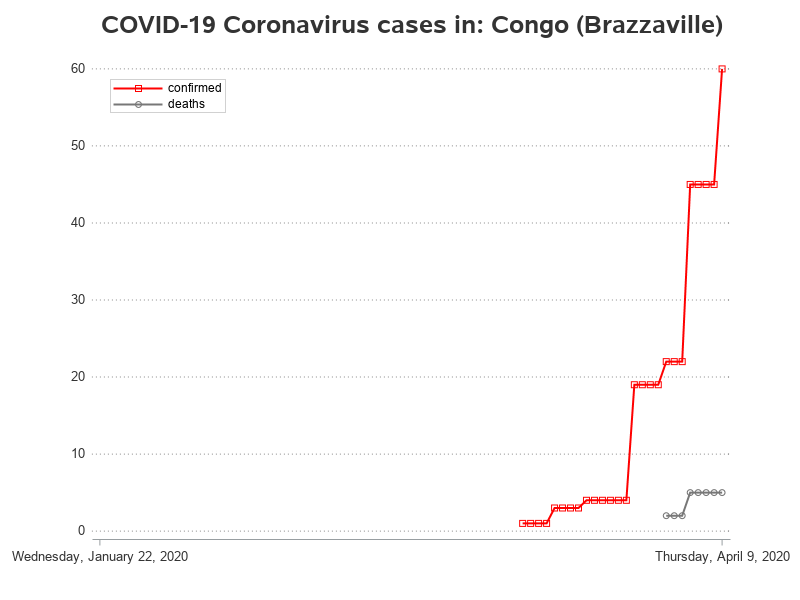 COVID-19 Coronavirus cases in: Congo (Brazzaville)
60
confirmed
deaths
50
40
30
20
10
0
Wednesday, January 22, 2020
Thursday, April 9, 2020